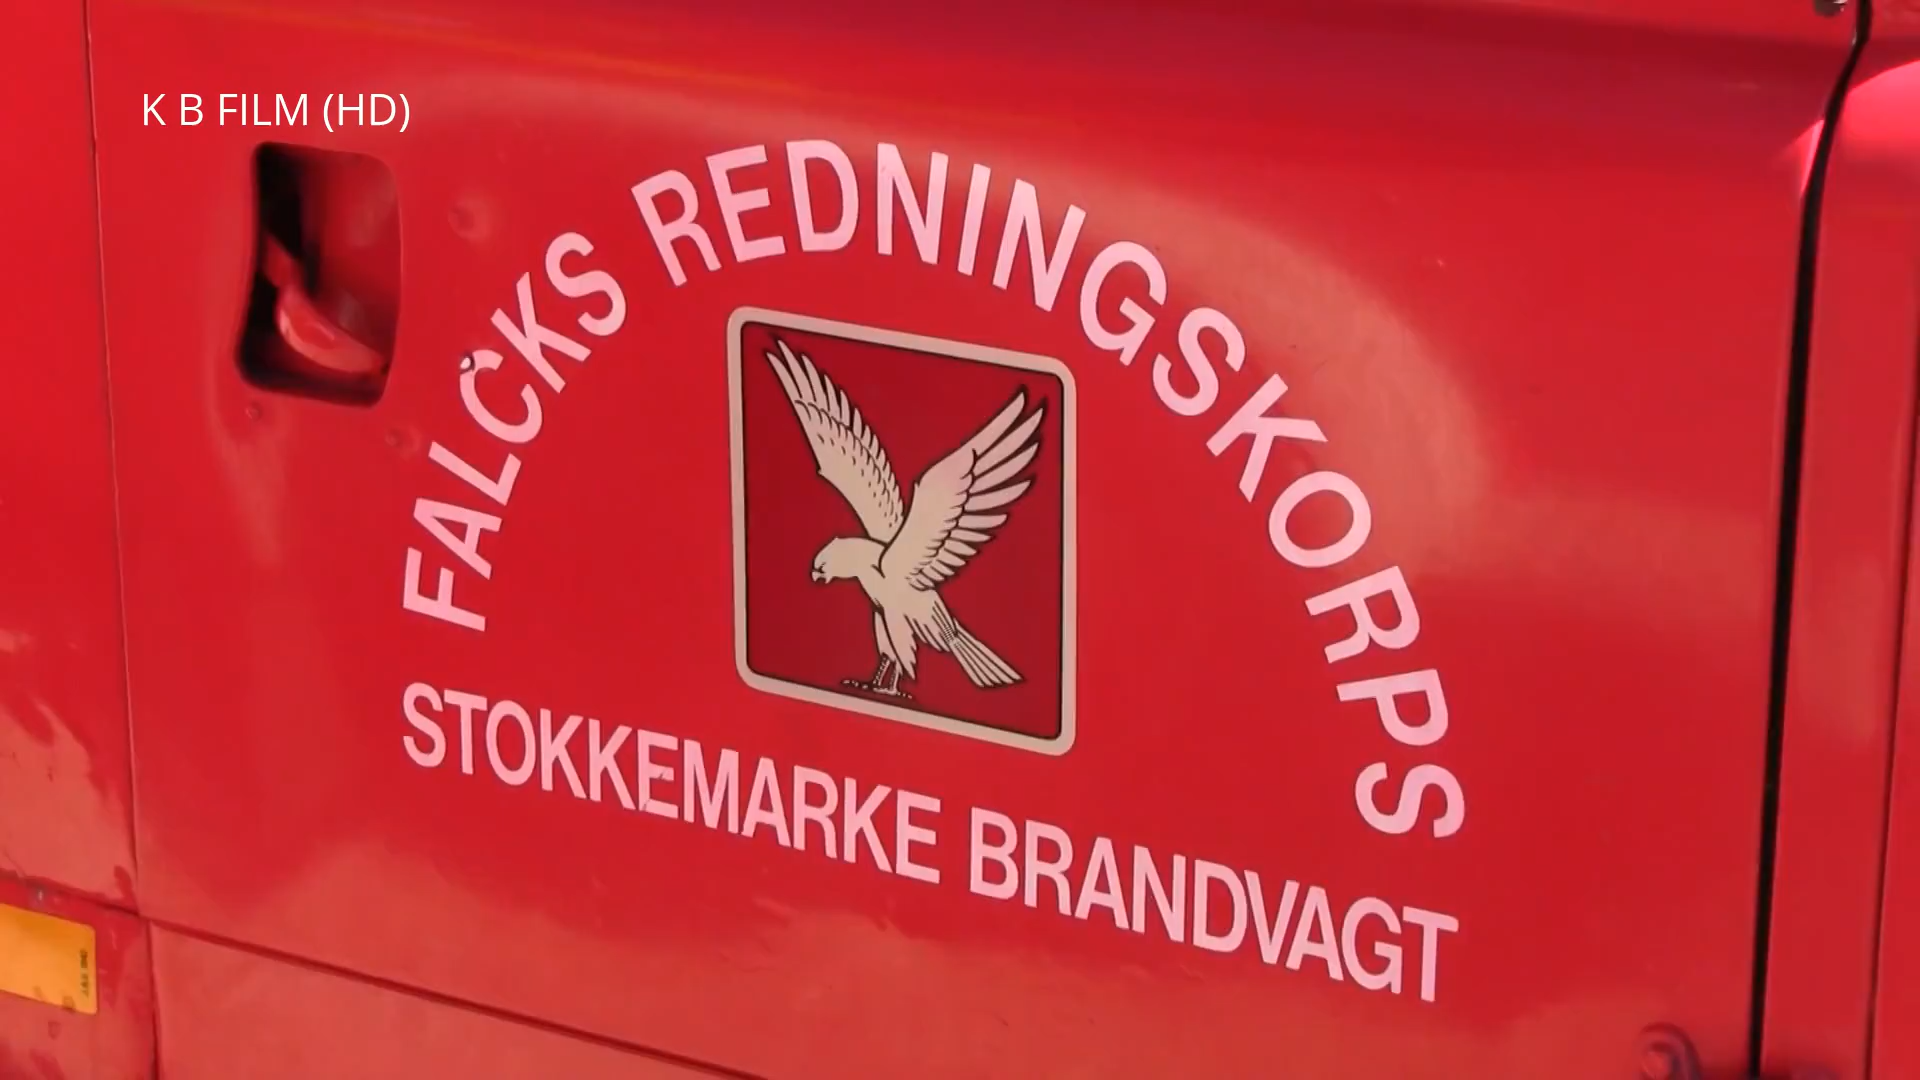 K B FILM (HD)
FALCKS REDNINGSKORPS
STOKKEMARKE BRANDVAGT